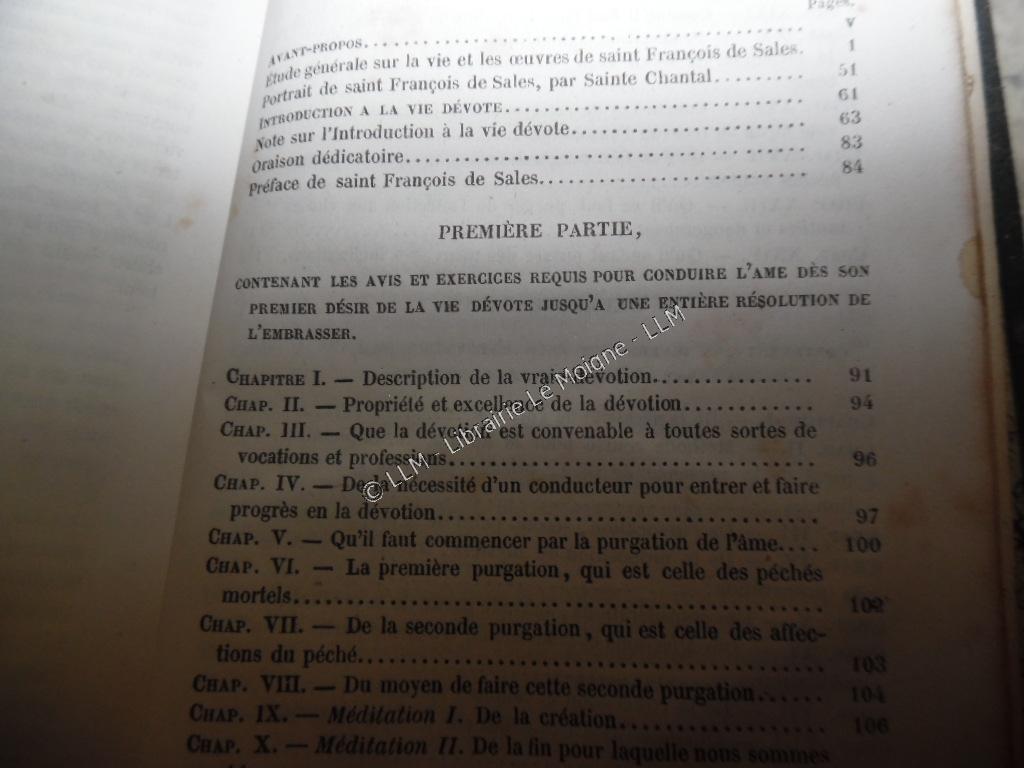 Pages.
AVANT-PROPOS. V
Étude générale sur la vie et les œuvres de saint François de Sales. 1
Portrait de saint François de Sales, par Sainte Chantal. 51
INTRODUCTION A LA VIE DÉVOTE. 61
Note sur l'Introduction à la vie dévote. 63
Oraison dédicatoire. 83
Préface de saint François de Sales. 84
PREMIÈRE PARTIE,
CONTENANT LES AVIS ET EXERCICES REQUIS POUR CONDUIRE L'AME DÈS SON
PREMIER DÉSIR DE LA VIE DÉVOTE JUSQU'A UNE ENTIÈRE RÉSOLUTION DE
L'EMBRASSER.
CHAPITRE I. — Description de la vraie dévotion. 91
CHAP. II. — Propriété et excellence de la dévotion. 94
CHAP. III. — Que la dévotion est convenable à toutes sortes de
vocations et professions. 96
CHAP. IV. — De la nécessité d'un conducteur pour entrer et faire
progrès en la dévotion. 97
CHAP. V. — Qu'il faut commencer par la purgation de l'âme. 100
CHAP. VI. — La première purgation, qui est celle des péchés
mortels. 102
CHAP. VII. — De la seconde purgation, qui est celle des affec-
tions du péché. 103
CHAP. VIII. — Du moyen de faire cette seconde purgation. 104
CHAP. IX. — Méditation I. De la création. 106
CHAP. X. — Méditation II. De la fin pour laquelle nous sommes
© LLM - Librairie Le Moigne - LLM